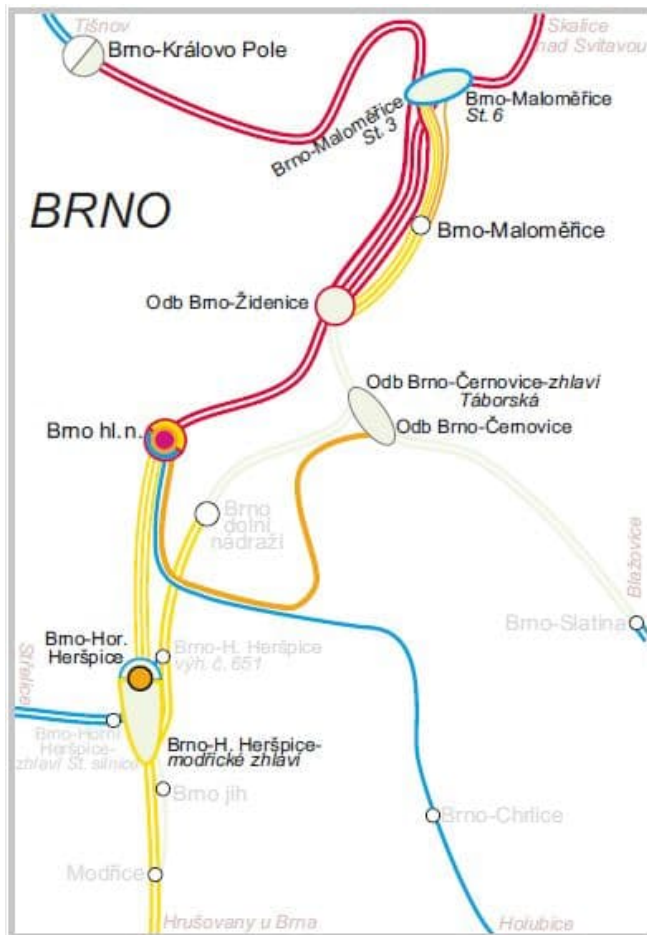 Tišnov
Skalice
nad Svitavou
Brno-Královo Pole
Brno-Maloměřice
St. 6
Brno-Maloměřice
St. 3
BRNO
Brno-Maloměřice
Odb Brno-Židenice
Odb Brno-Černovice-zhlaví
Táborská
Odb Brno-Černovice
Brno hl. n.
Brno
dolní
nádraží
Blažovice
Brno-Slatina
Brno-Hor.
Heršpice
Brno-H. Heršpice
výh. č. 651
Střelice
Brno-Horní
Heršpice-
zhlaví St. silnice
Brno-H. Heršpice-
modřické zhlaví
Brno jih
Brno-Chrlice
Modřice
Hrušovany u Brna
Holubice